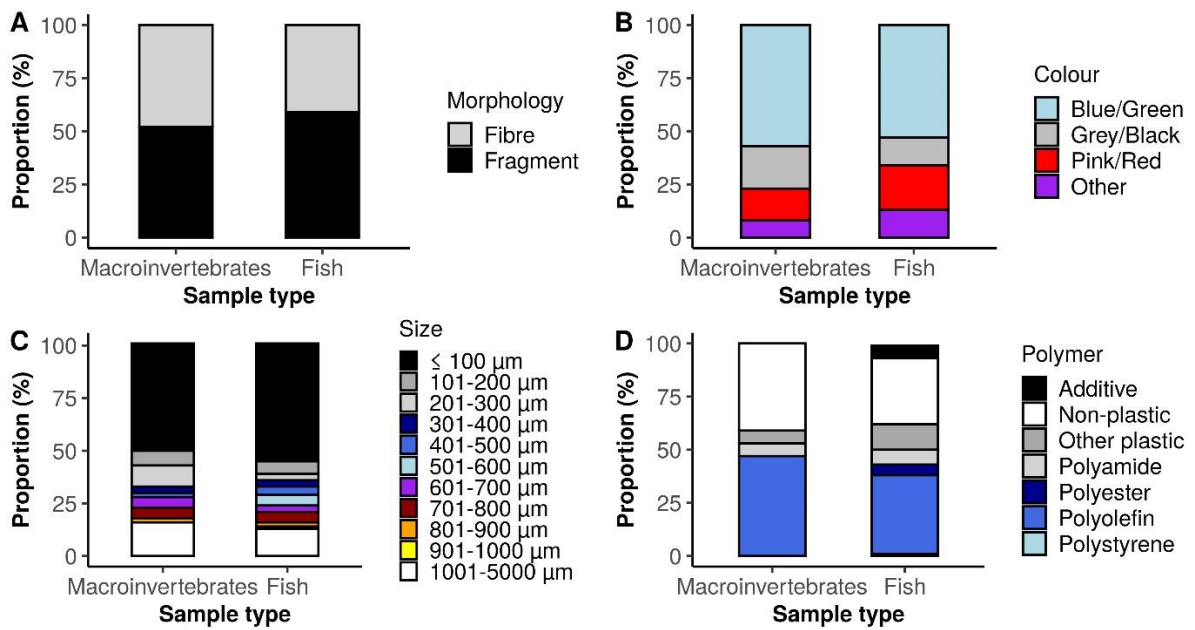 A
Proportion (%)
100
75
50
25
0
Macroinvertebrates Fish
Sample type
Morphology
Fibre
Fragment
B
Proportion (%)
100
75
50
25
0
Macroinvertebrates Fish
Sample type
Colour
Blue/Green
Grey/Black
Pink/Red
Other
C
Proportion (%)
100
75
50
25
0
Macroinvertebrates Fish
Sample type
Size
≤ 100 µm
101-200 µm
201-300 µm
301-400 µm
401-500 µm
501-600 µm
601-700 µm
701-800 µm
801-900 µm
901-1000 µm
1001-5000 µm
D
Proportion (%)
100
75
50
25
0
Macroinvertebrates Fish
Sample type
Polymer
Additive
Non-plastic
Other plastic
Polyamide
Polyester
Polyolefin
Polystyrene